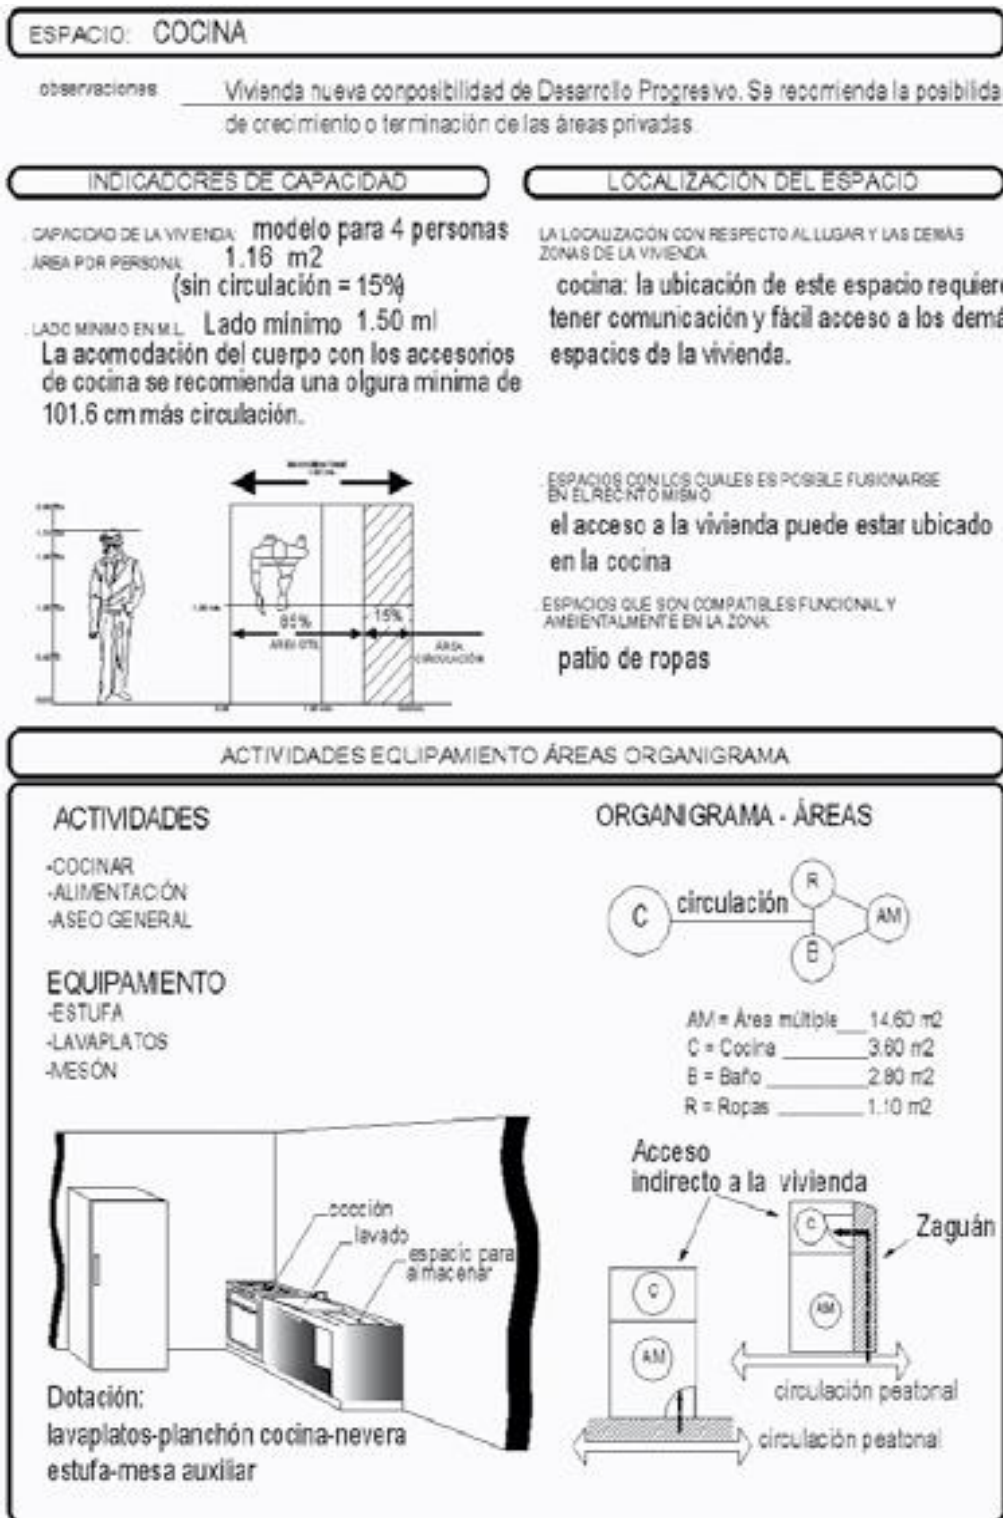 ESPACIO: COCINA
observaciones Vivienda nueva conposibilidad de Desarrollo Progresivo. Se recomienda la posibilida
de crecimiento o terminación de las áreas privadas.
INDICADORES DE CAPACIDAD
. CAPACIDAD DE LA VIVIENDA: modelo para 4 personas
. ÁREA POR PERSONA: 1.16 m2
(sin circulación = 15%)
. LADO MÍNIMO EN M.L. Lado mínimo 1.50 ml
La acomodación del cuerpo con los accesorios
de cocina se recomienda una olgura minima de
101.6 cm más circulación.
85%
15%
ÁREA ÚTIL
ÁREA
CIRCULACIÓN
LOCALIZACIÓN DEL ESPACIO
LA LOCALIZACIÓN CON RESPECTO AL LUGAR Y LAS DEMÁS
ZONAS DE LA VIVIENDA
cocina: la ubicación de este espacio requiere
tener comunicación y fácil acceso a los demá
espacios de la vivienda.
. ESPACIOS CON LOS CUALES ES POSIBLE FUSIONARSE
EN EL RECINTO MISMO
el acceso a la vivienda puede estar ubicado
en la cocina
. ESPACIOS QUE SON COMPATIBLES FUNCIONAL Y
AMBIENTALMENTE EN LA ZONA:
patio de ropas
ACTIVIDADES EQUIPAMIENTO ÁREAS ORGANIGRAMA
ACTIVIDADES
-COCINAR
-ALIMENTACIÓN
-ASEO GENERAL
EQUIPAMIENTO
-ESTUFA
-LAVAPLATOS
-MESÓN
cocción
lavado
espacio para
almacenar
Dotación:
lavaplatos-planchón cocina-nevera
estufa-mesa auxiliar
ORGANIGRAMA - ÁREAS
C circulación R B AM
AM = Área múltiple 14.60 m2
C = Cocina 3.60 m2
B = Baño 2.80 m2
R = Ropas 1.10 m2
Acceso
indirecto a la vivienda
C
Zaguán
AM
circulación peatonal
C
AM
circulación peatonal